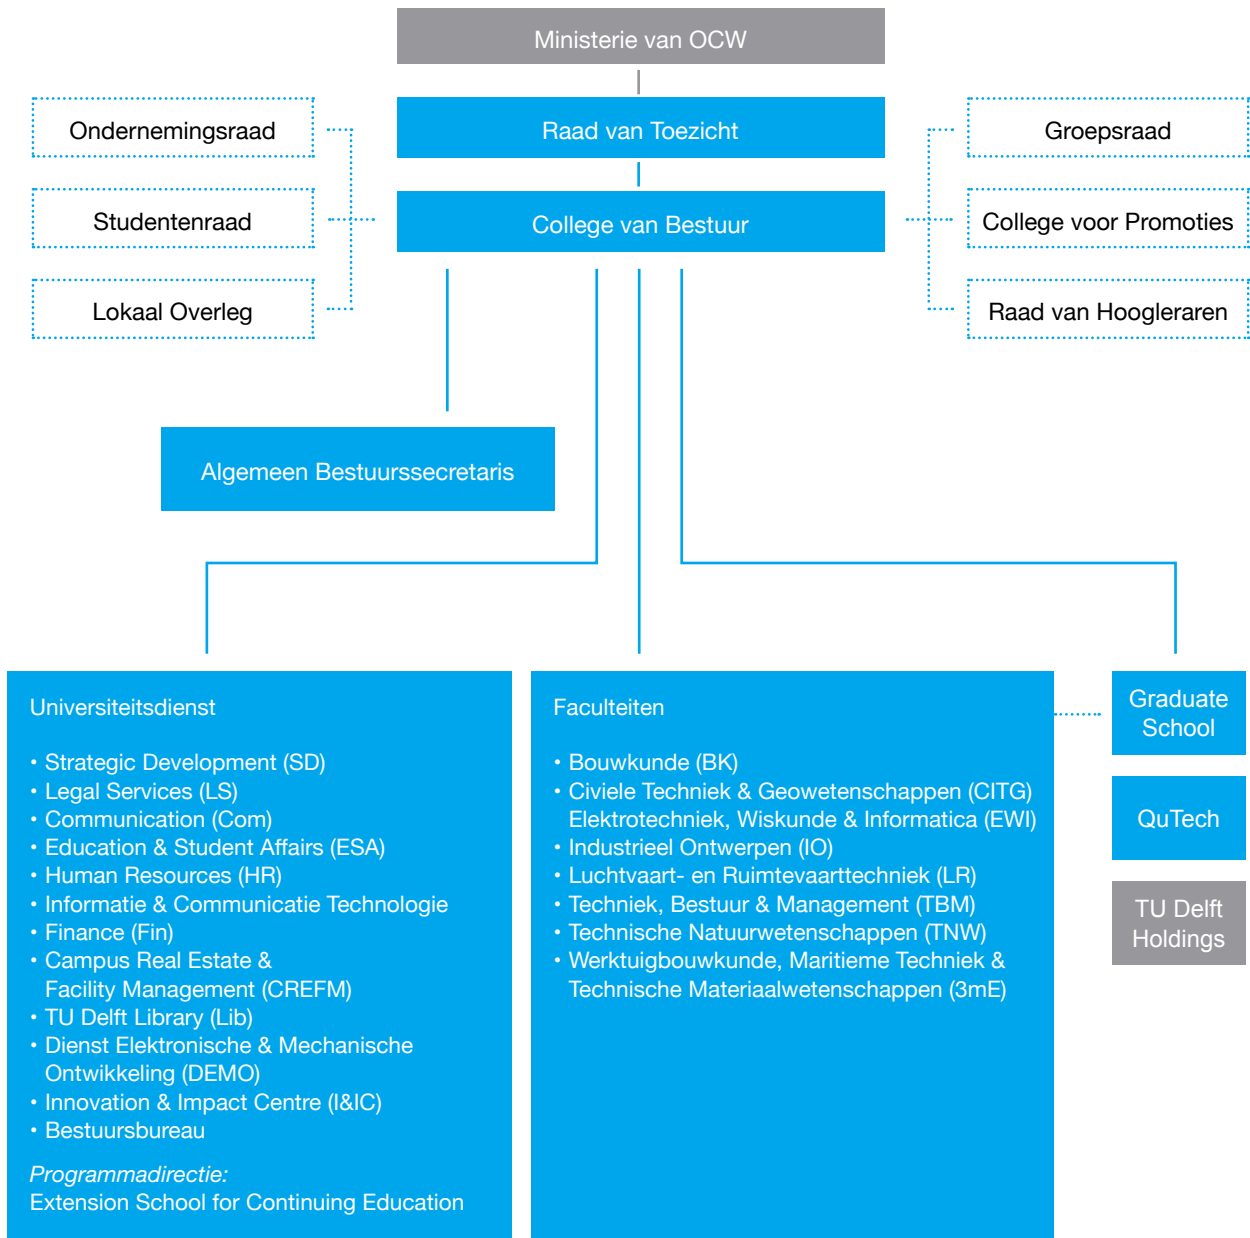 Ministerie van OCW
Raad van Toezicht
College van Bestuur
Ondernemingsraad
Studentenraad
Lokaal Overleg
Groepsraad
College voor Promoties
Raad van Hoogleraren
Algemeen Bestuurssecretaris
Universiteitsdienst
• Strategic Development (SD)
• Legal Services (LS)
• Communication (Com)
• Education & Student Affairs (ESA)
• Human Resources (HR)
• Informatie & Communicatie Technologie
• Finance (Fin)
• Campus Real Estate &
Facility Management (CREFM)
• TU Delft Library (Lib)
• Dienst Elektronische & Mechanische
Ontwikkeling (DEMO)
• Innovation & Impact Centre (I&IC)
• Bestuursbureau
Programmadirectie:
Extension School for Continuing Education
Faculteiten
• Bouwkunde (BK)
• Civiele Techniek & Geowetenschappen (CITG)
Elektrotechniek, Wiskunde & Informatica (EWI)
• Industrieel Ontwerpen (IO)
• Luchtvaart- en Ruimtevaarttechniek (LR)
• Techniek, Bestuur & Management (TBM)
• Technische Natuurwetenschappen (TNW)
• Werktuigbouwkunde, Maritieme Techniek &
Technische Materiaalwetenschappen (3mE)
Graduate
School
QuTech
TU Delft
Holdings